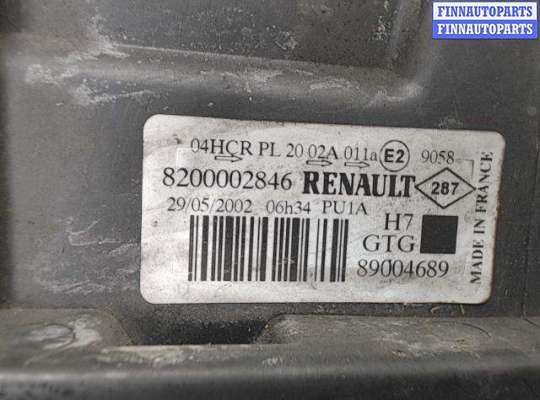 FINNAUTOPARTS
FINNAUTOPARTS
04HCR PL 20 02A 011a E2 9058
8200002846 RENAULT 287
29/05/2002 06h34 PU1A
H7
GTG
89004689
MADE IN FRANCE